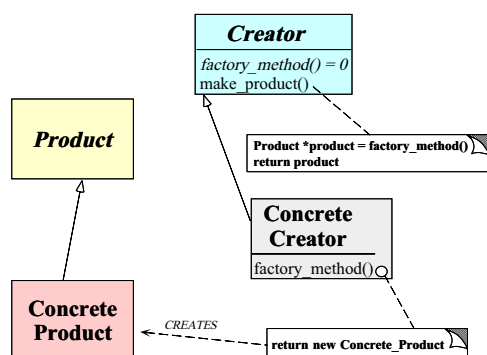 Creator
factory_method() = 0
make_product()
Product
Product *product = factory_method()
return product
Concrete
Creator
factory_method()
Concrete
Product
CREATES
return new Concrete_Product